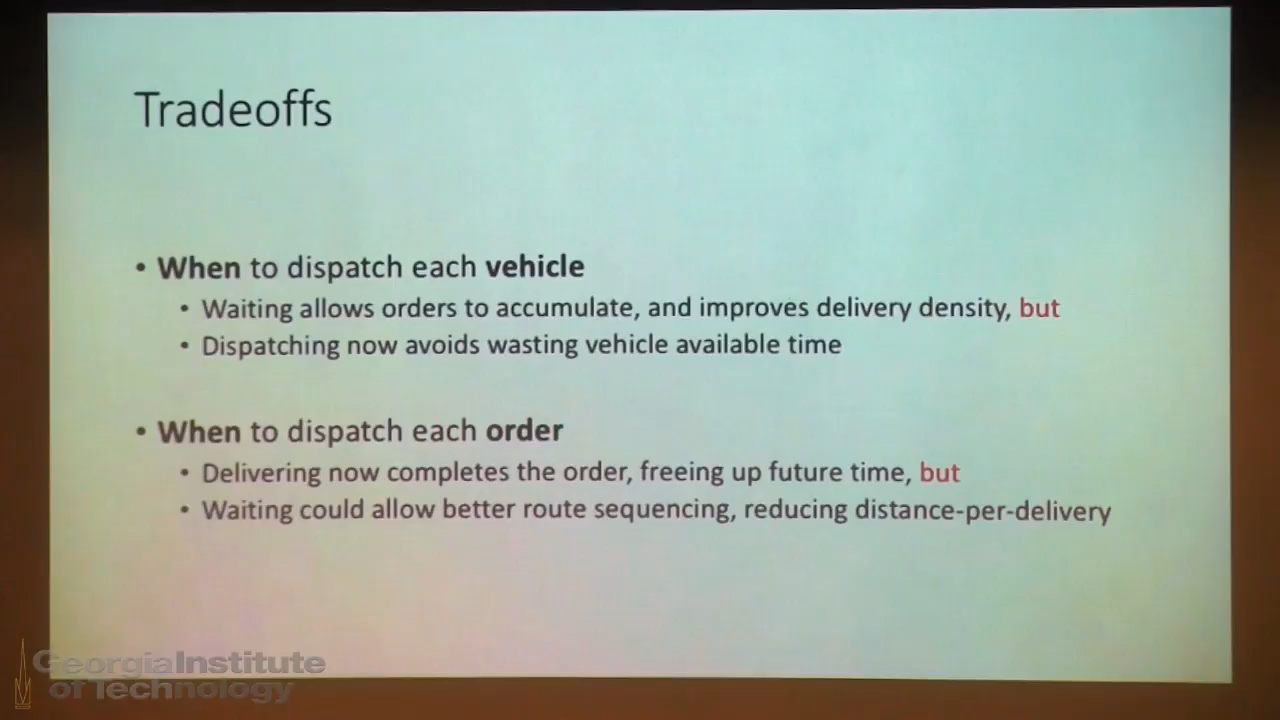 Tradeoffs
• When to dispatch each vehicle
• Waiting allows orders to accumulate, and improves delivery density, but
• Dispatching now avoids wasting vehicle available time
• When to dispatch each order
• Delivering now completes the order, freeing up future time, but
• Waiting could allow better route sequencing, reducing distance-per-delivery
Georgia Institute
of Technology